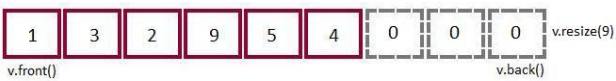 1 3 2 9 5 4 0 0 0 v.resize(9)
v.front() v.back()